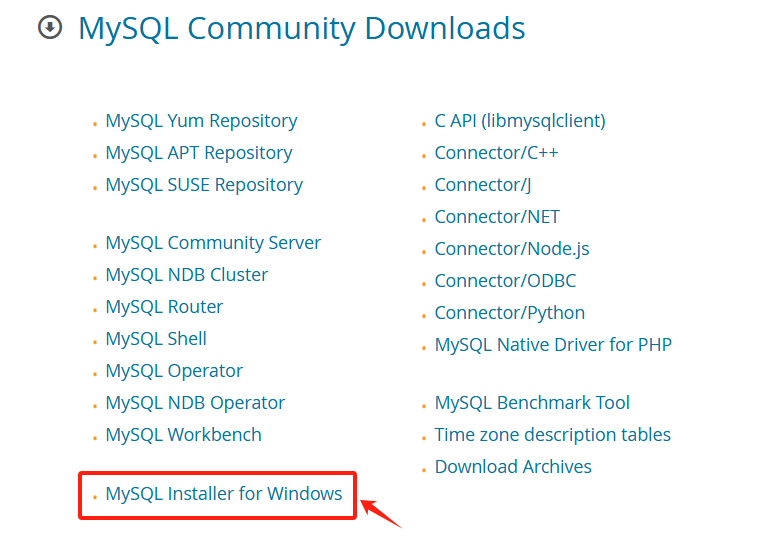 MySQL Community Downloads
MySQL Yum Repository
MySQL APT Repository
MySQL SUSE Repository
MySQL Community Server
MySQL NDB Cluster
MySQL Router
MySQL Shell
MySQL Operator
MySQL NDB Operator
MySQL Workbench
MySQL Installer for Windows
C API (libmysqlclient)
Connector/C++
Connector/J
Connector/NET
Connector/Node.js
Connector/ODBC
Connector/Python
MySQL Native Driver for PHP
MySQL Benchmark Tool
Time zone description tables
Download Archives